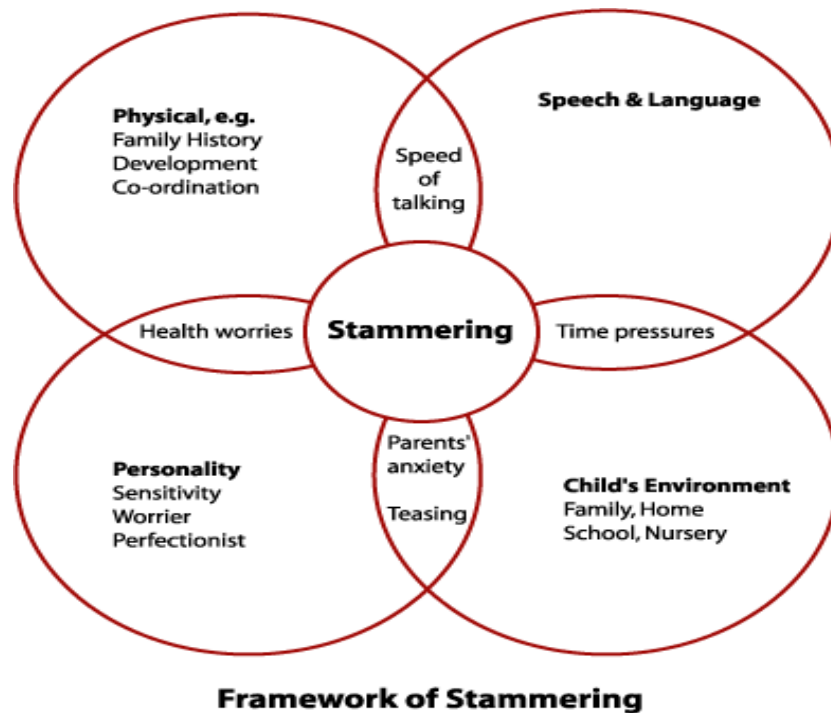 Physical, e.g.
Family History
Development
Co-ordination
Speed
of
talking
Speech & Language
Health worries
Stammering
Time pressures
Personality
Sensitivity
Worrier
Perfectionist
Parents'
anxiety
Teasing
Child's Environment
Family, Home
School, Nursery
Framework of Stammering